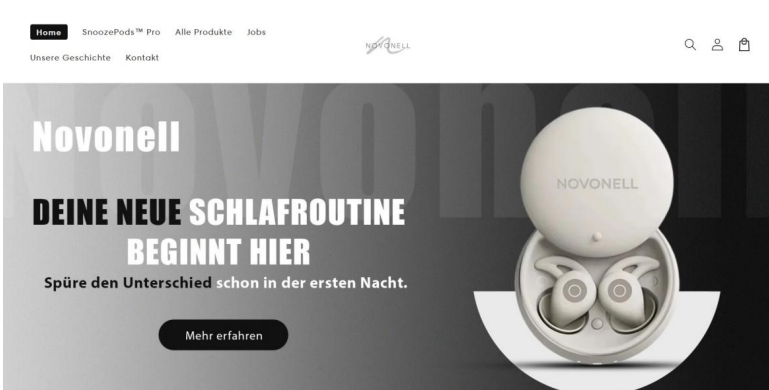 Home SnoozePods™ Pro Alle Produkte Jobs
Unsere Geschichte Kontakt
NOVONELL
Novonell
Novonell
DEINE NEUE SCHLAFROUTINE
BEGINNT HIER
Spüre den Unterschied schon in der ersten Nacht.
Mehr erfahren
NOVONELL